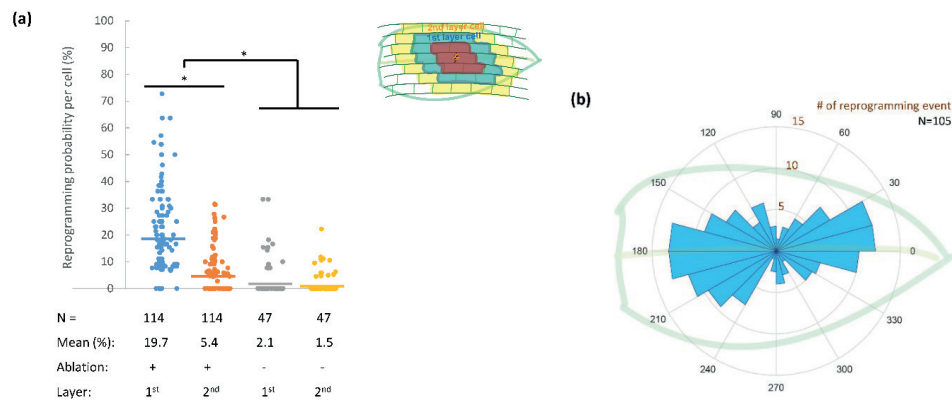 (a)
100
90
80
70
60
50
40
30
20
10
0
Reprogramming probability per cell (%)
*
*
2nd layer cell
1st layer cell
N = 114 114 47 47
Mean (%): 19.7 5.4 2.1 1.5
Ablation: + + - -
Layer: 1st 2nd 1st 2nd
(b)
# of reprogramming event
N=105
90
15
120
60
10
150
30
5
180
0
210
330
240
300
270